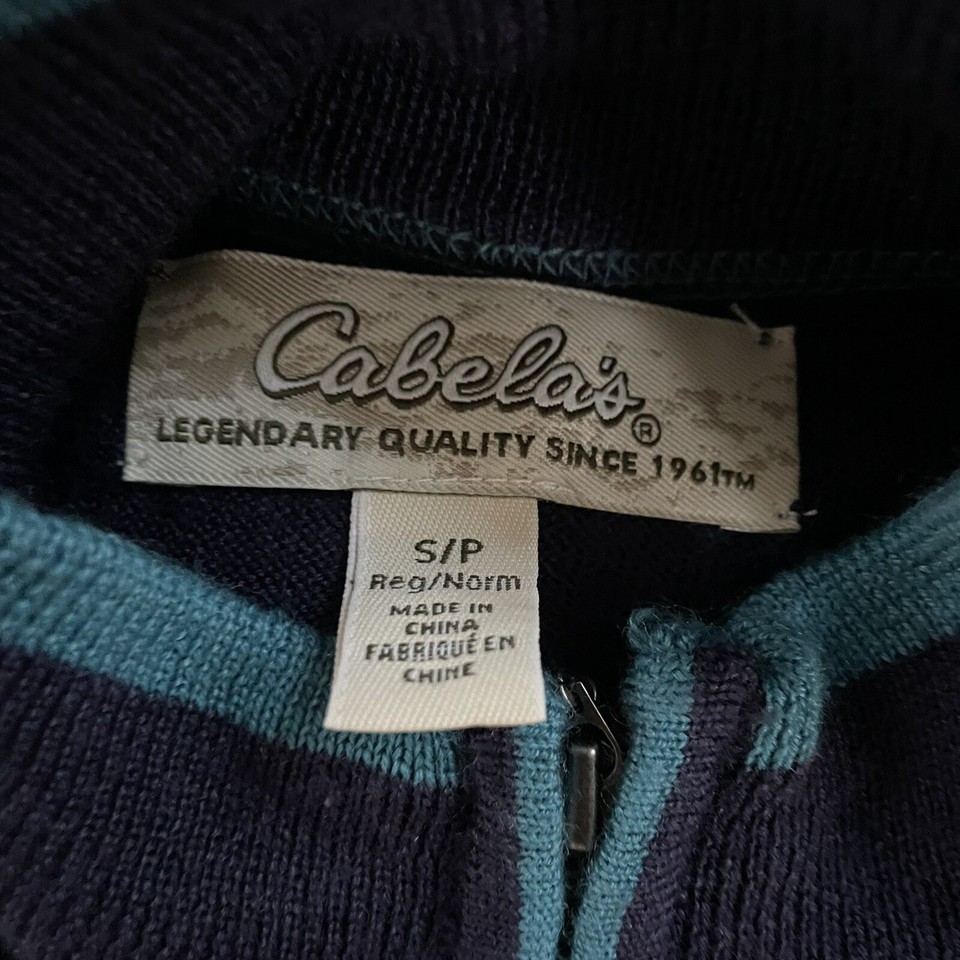 Cabela's®
LEGENDARY QUALITY SINCE 1961™
S/P
Reg/Norm
MADE IN
CHINA
FABRIQUÉ EN
CHINE